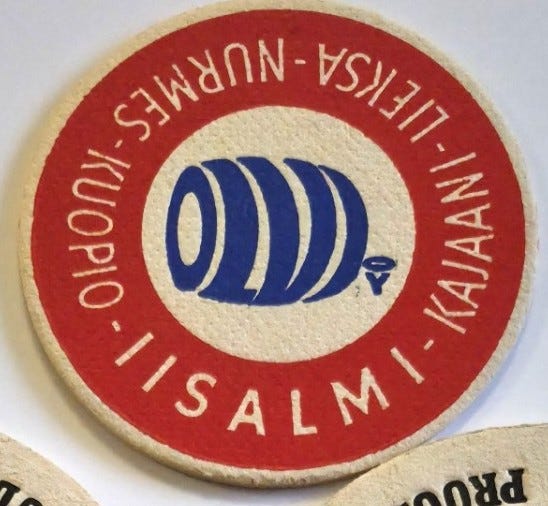 IISALMI-KAJAANI-LIEKSA-NURMES-KUOPIO-
OLVI OY